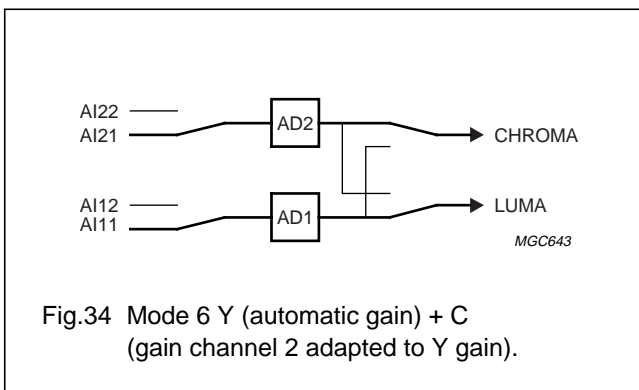 AI22
AI21
AD2
CHROMA
AI12
AI11
AD1
LUMA
MGC643
Fig.34 Mode 6 Y (automatic gain) + C
(gain channel 2 adapted to Y gain).